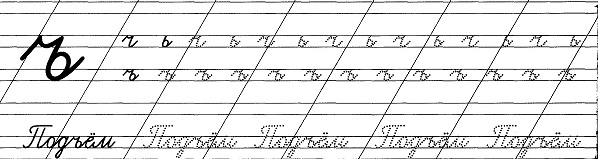 ъ
г ь г ь г ь г ь г ь г ь г ь
ъ ъ ъ ъ ъ ъ ъ ъ ъ ъ ъ ъ ъ
Подъём Подъём Подъём Подъём Подъём